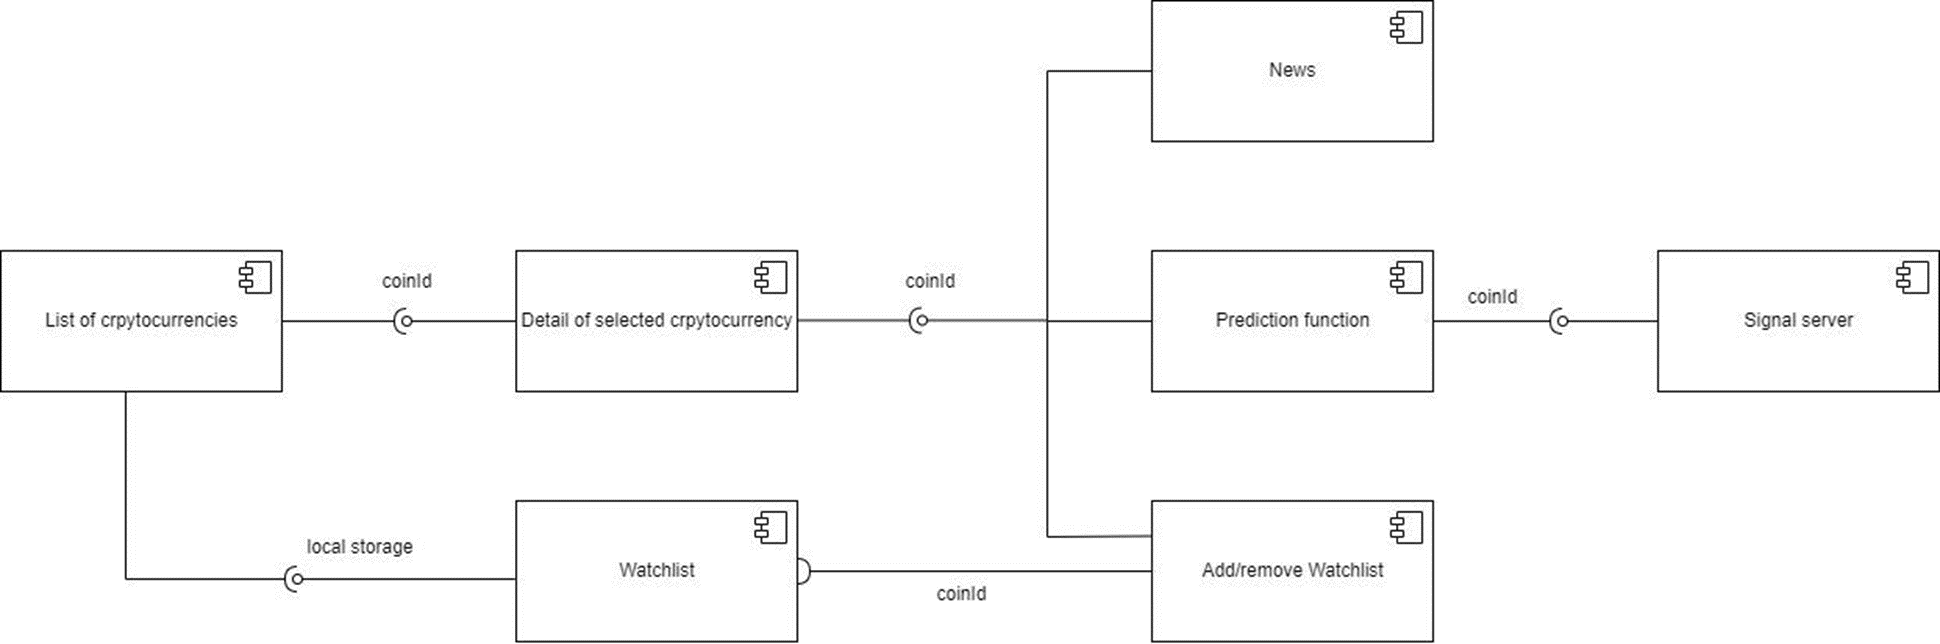 News
coinId
coinId
coinId
List of crpytocurrencies
Detail of selected crpytocurrency
Prediction function
Signal server
local storage
Watchlist
Add/remove Watchlist
coinId